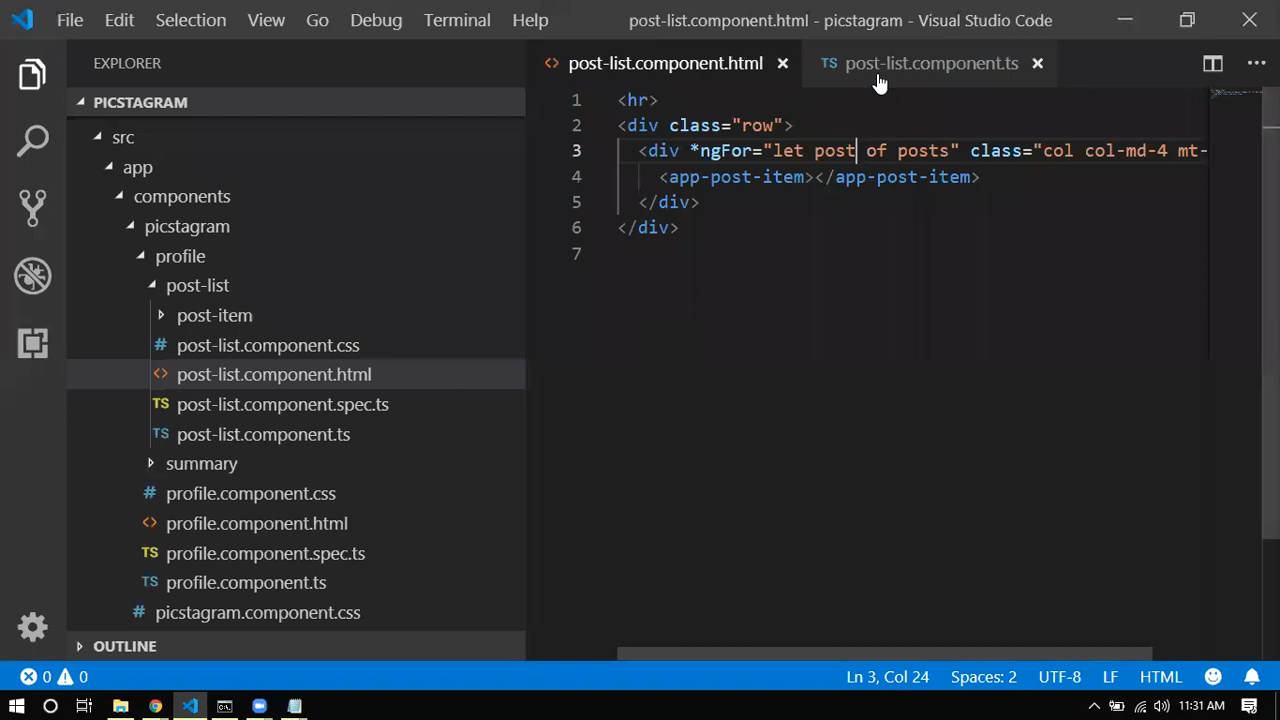 File Edit Selection View Go Debug Terminal Help post-list.component.html - picstagram - Visual Studio Code
EXPLORER
PICSTAGRAM
src
app
components
picstagram
profile
post-list
post-item
# post-list.component.css
<> post-list.component.html
TS post-list.component.spec.ts
TS post-list.component.ts
summary
# profile.component.css
<> profile.component.html
TS profile.component.spec.ts
TS profile.component.ts
# picstagram.component.css
OUTLINE
<> post-list.component.html
TS post-list.component.ts
1 <hr>
2 <div class="row">
3 <div *ngFor="let post of posts" class="col col-md-4 mt-
4 <app-post-item></app-post-item>
5 </div>
6 </div>
7
0 0 Ln 3, Col 24 Spaces: 2 UTF-8 LF HTML
11:31 AM